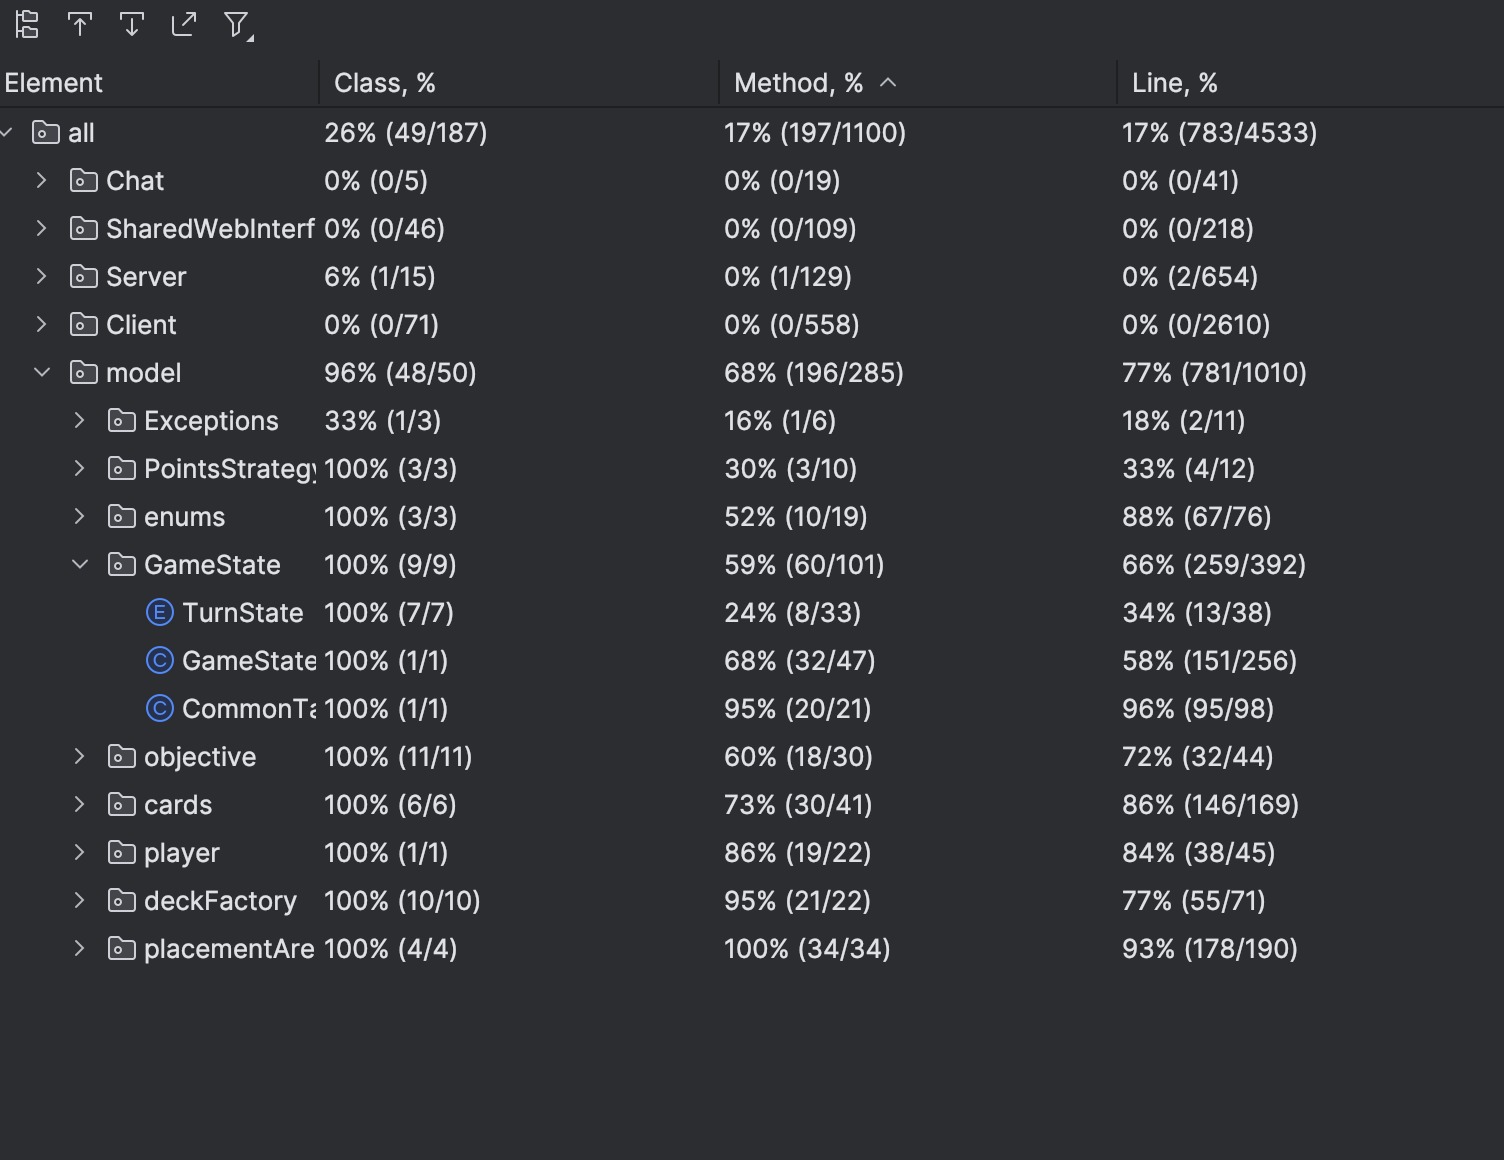 Element Class, % Method, % Line, %
all 26% (49/187) 17% (197/1100) 17% (783/4533)
Chat 0% (0/5) 0% (0/19) 0% (0/41)
SharedWebInterf 0% (0/46) 0% (0/109) 0% (0/218)
Server 6% (1/15) 0% (1/129) 0% (2/654)
Client 0% (0/71) 0% (0/558) 0% (0/2610)
model 96% (48/50) 68% (196/285) 77% (781/1010)
Exceptions 33% (1/3) 16% (1/6) 18% (2/11)
PointsStrategy 100% (3/3) 30% (3/10) 33% (4/12)
enums 100% (3/3) 52% (10/19) 88% (67/76)
GameState 100% (9/9) 59% (60/101) 66% (259/392)
E TurnState 100% (7/7) 24% (8/33) 34% (13/38)
C GameState 100% (1/1) 68% (32/47) 58% (151/256)
C CommonTa 100% (1/1) 95% (20/21) 96% (95/98)
objective 100% (11/11) 60% (18/30) 72% (32/44)
cards 100% (6/6) 73% (30/41) 86% (146/169)
player 100% (1/1) 86% (19/22) 84% (38/45)
deckFactory 100% (10/10) 95% (21/22) 77% (55/71)
placementAre 100% (4/4) 100% (34/34) 93% (178/190)